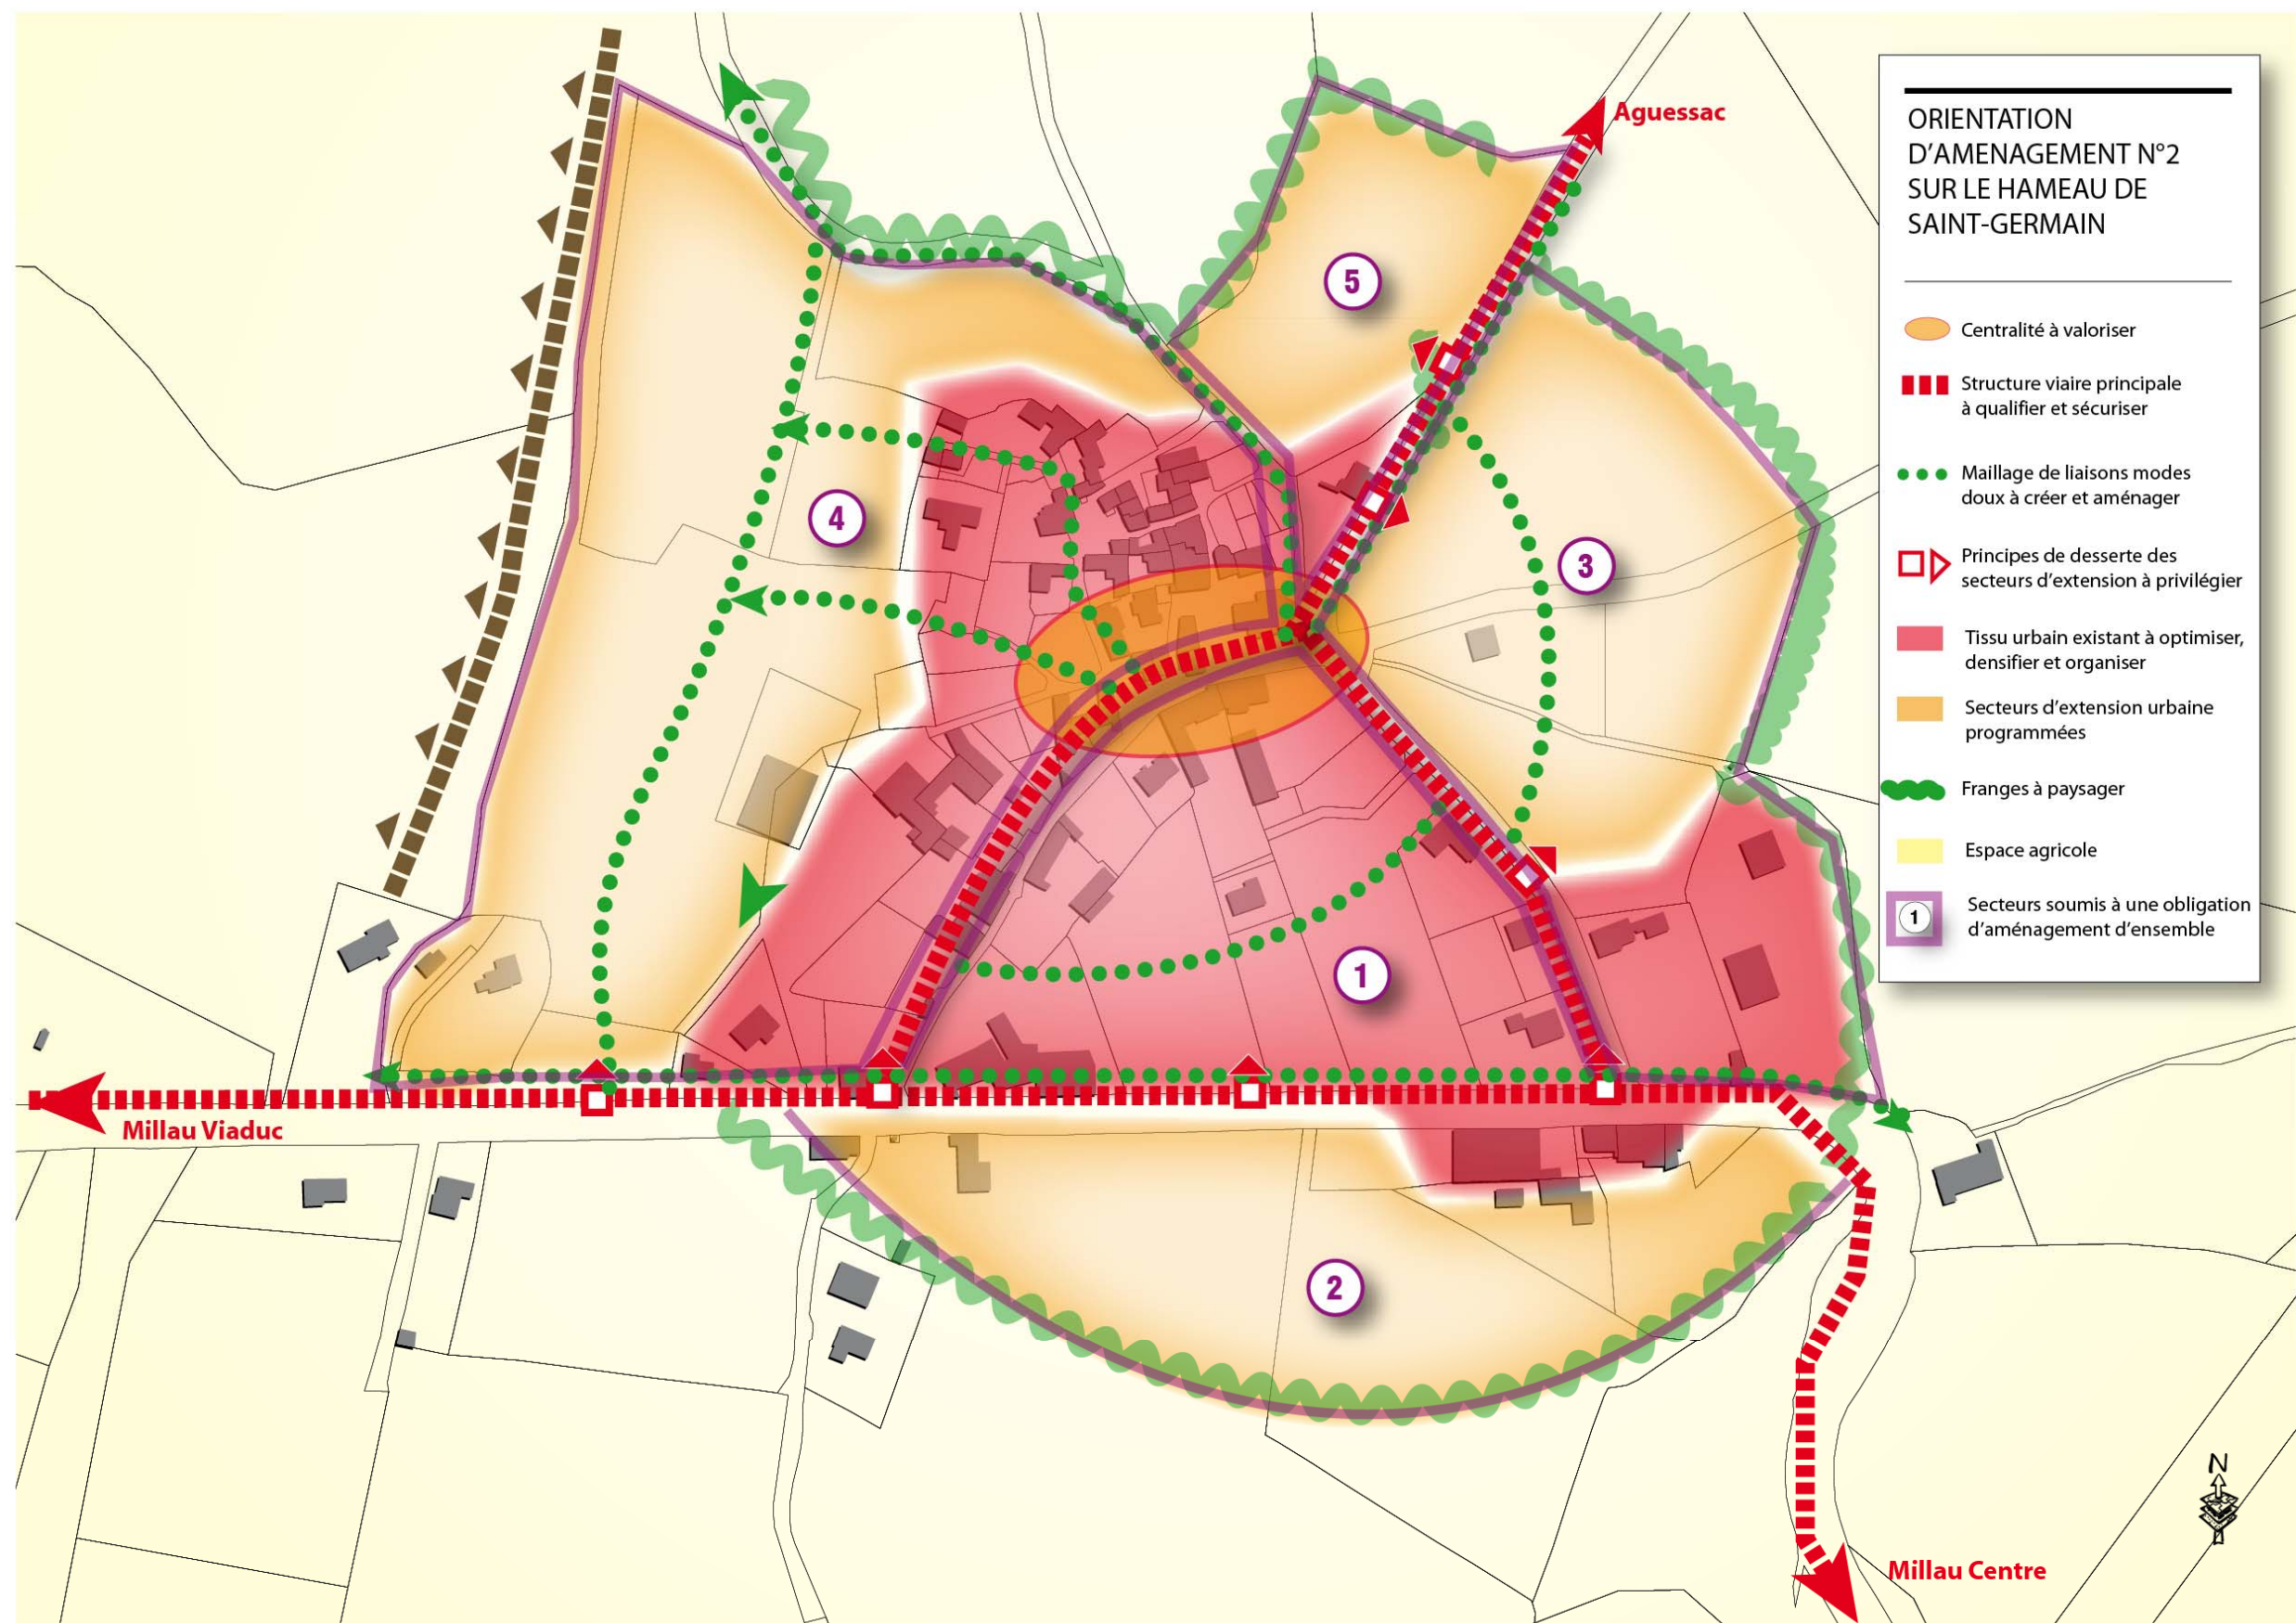 Aguessac
ORIENTATION
D'AMENAGEMENT N°2
SUR LE HAMEAU DE
SAINT-GERMAIN
Centralité à valoriser
Structure viaire principale
à qualifier et sécuriser
Maillage de liaisons modes
doux à créer et aménager
Principes de desserte des
secteurs d'extension à privilégier
Tissu urbain existant à optimiser,
densifier et organiser
Secteurs d'extension urbaine
programmées
Franges à paysager
Espace agricole
1
Secteurs soumis à une obligation
d'aménagement d'ensemble
5
4
3
1
Millau Viaduc
2
N
Millau Centre